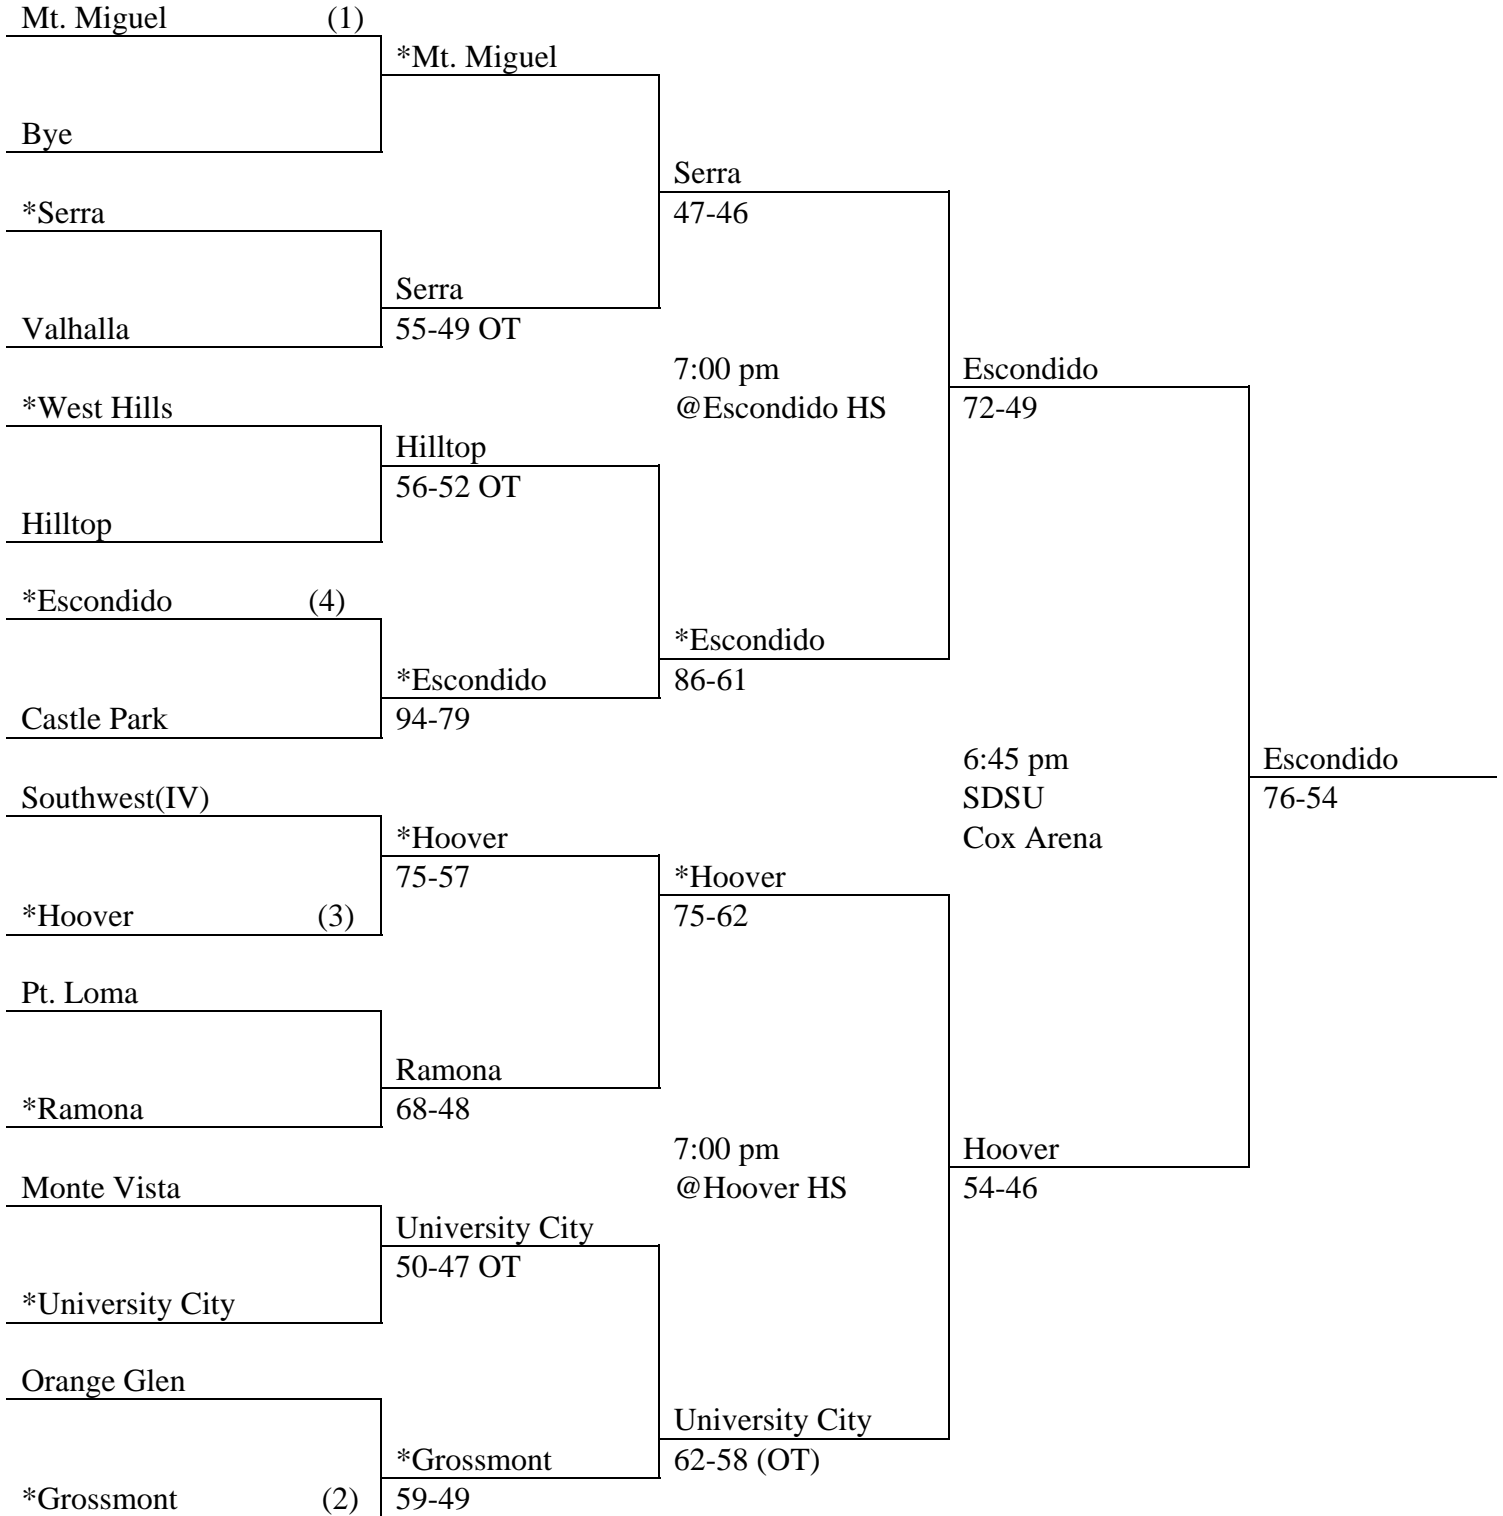 Mt. Miguel (1)
*Mt. Miguel
Bye
Serra
47-46
*Serra
Serra
55-49 OT
Valhalla
7:00 pm
@Escondido HS
Escondido
72-49
*West Hills
Hilltop
56-52 OT
Hilltop
*Escondido (4)
*Escondido
86-61
*Escondido
94-79
Castle Park
6:45 pm
SDSU
Cox Arena
Escondido
76-54
Southwest(IV)
*Hoover
75-57
*Hoover
75-62
*Hoover (3)
Pt. Loma
Ramona
68-48
*Ramona
7:00 pm
@Hoover HS
Hoover
54-46
Monte Vista
University City
50-47 OT
*University City
Orange Glen
University City
62-58 (OT)
*Grossmont
59-49
*Grossmont (2)